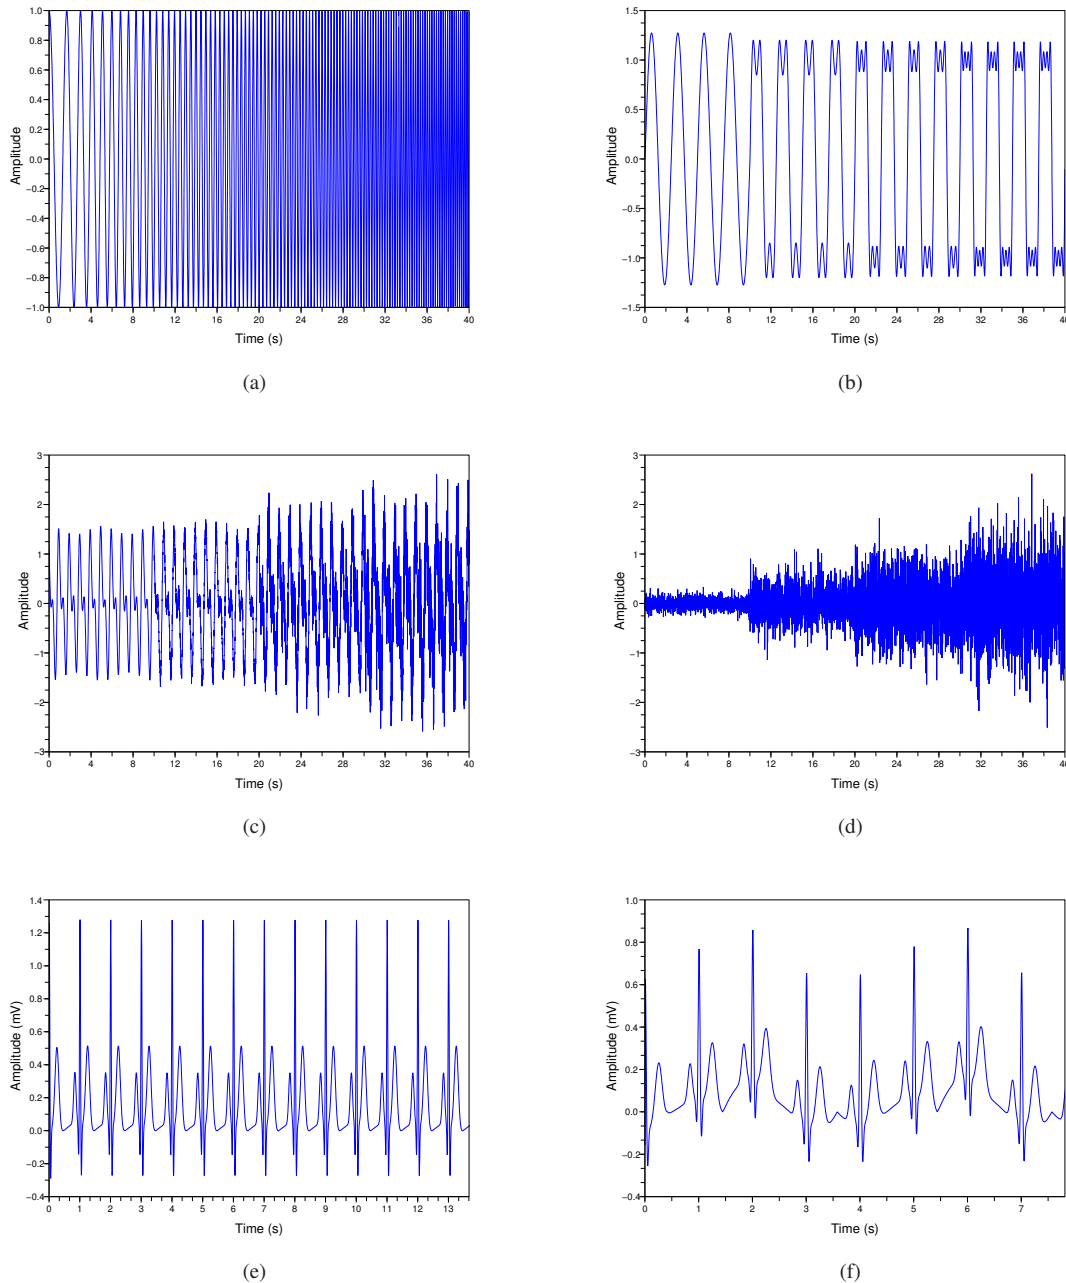 1.0
0.8
0.6
0.4
0.2
0.0
−0.2
−0.4
−0.6
−0.8
−1.0
Amplitude
0 4 8 12 16 20 24 28 32 36 40
Time (s)
(a)
1.5
1.0
0.5
0.0
−0.5
−1.0
−1.5
Amplitude
0 4 8 12 16 20 24 28 32 36 40
Time (s)
(b)
3
2
1
0
−1
−2
−3
Amplitude
0 4 8 12 16 20 24 28 32 36 40
Time (s)
(c)
3
2
1
0
−1
−2
−3
Amplitude
0 4 8 12 16 20 24 28 32 36 40
Time (s)
(d)
1.4
1.2
1.0
0.8
0.6
0.4
0.2
0.0
−0.2
−0.4
Amplitude (mV)
0 1 2 3 4 5 6 7 8 9 10 11 12 13
Time (s)
(e)
1.0
0.8
0.6
0.4
0.2
0.0
−0.2
−0.4
Amplitude (mV)
0 1 2 3 4 5 6 7
Time (s)
(f)